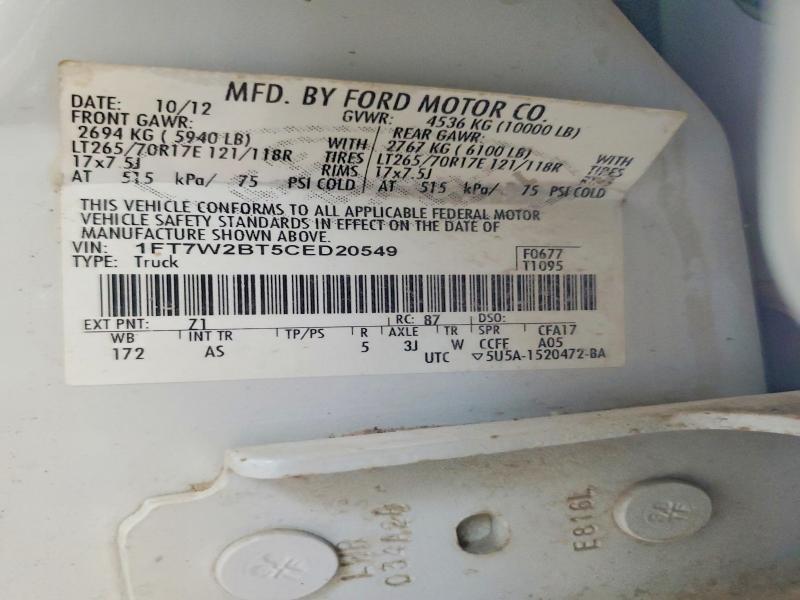 MFD. BY FORD MOTOR CO.
DATE: 10/12 GVWR: 4536 KG (10000 LB)
FRONT GAWR: REAR GAWR:
2694 KG ( 5940 LB) WITH 2767 KG ( 6100 LB) WITH
LT265/70R17E 121/118R TIRES LT265/70R17E 121/118R TIRES
17x7.5J RIMS 17x7.5J RIMS
AT 515 kPa/ 75 PSI COLD AT 515 kPa/ 75 PSI COLD
THIS VEHICLE CONFORMS TO ALL APPLICABLE FEDERAL MOTOR
VEHICLE SAFETY STANDARDS IN EFFECT ON THE DATE OF
MANUFACTURE SHOWN ABOVE.
VIN: 1FT7W2BT5CED20549 F0677
TYPE: Truck T1095
EXT PNT: Z1 RC: 87 DSO:
WB INT TR TP/PS R AXLE TR SPR CFA17
172 AS 5 3J W CCFE A05
UTC ▽5U5A-1520472-BA
E816L